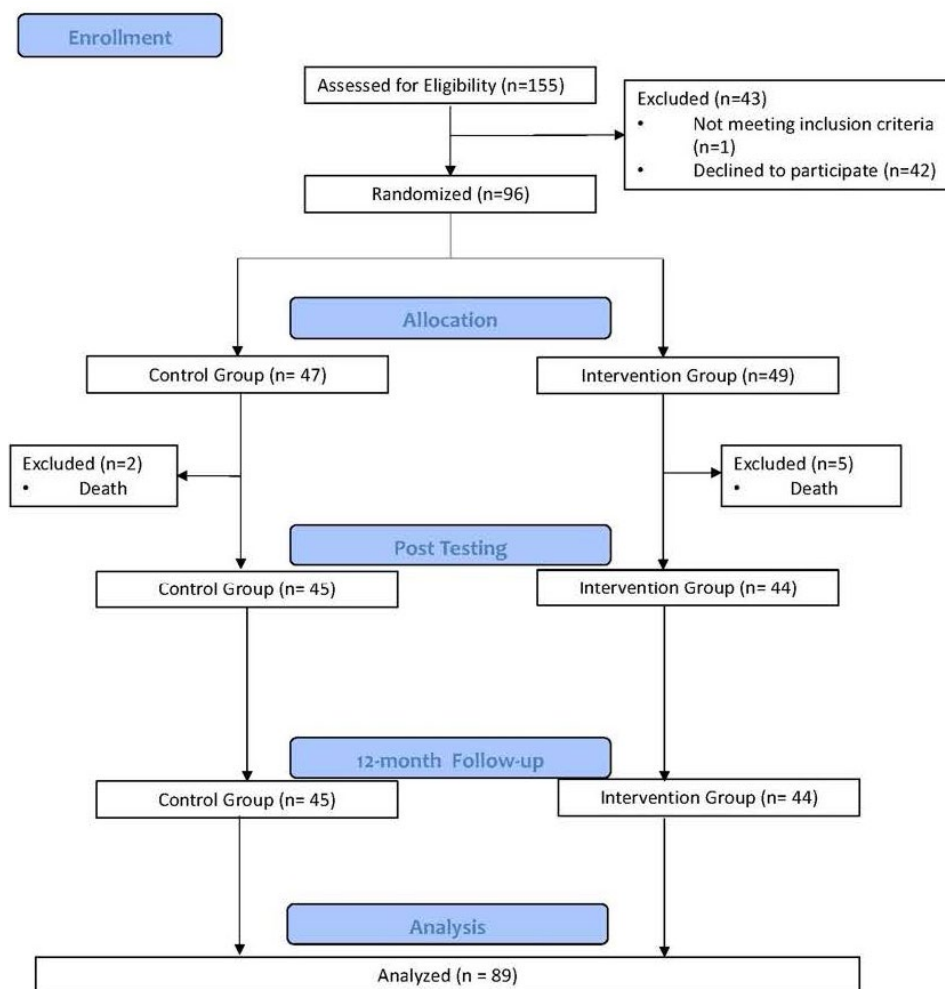 Enrollment
Assessed for Eligibility (n=155)
Excluded (n=43)
• Not meeting inclusion criteria
(n=1)
• Declined to participate (n=42)
Randomized (n=96)
Allocation
Control Group (n= 47)
Intervention Group (n=49)
Excluded (n=2)
• Death
Excluded (n=5)
• Death
Post Testing
Control Group (n= 45)
Intervention Group (n= 44)
12-month Follow-up
Control Group (n= 45)
Intervention Group (n= 44)
Analysis
Analyzed (n = 89)